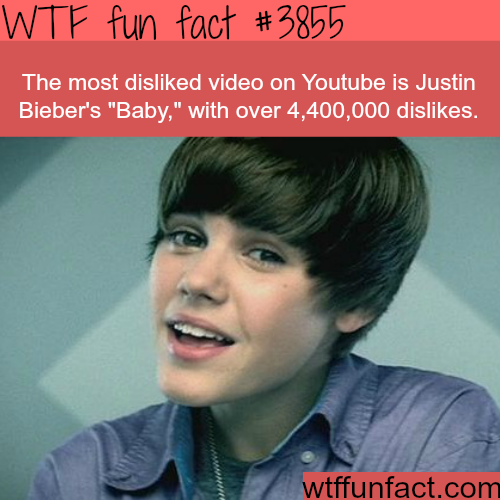 WTF fun fact #3855
The most disliked video on Youtube is Justin
Bieber's "Baby," with over 4,400,000 dislikes.
wtffunfact.com